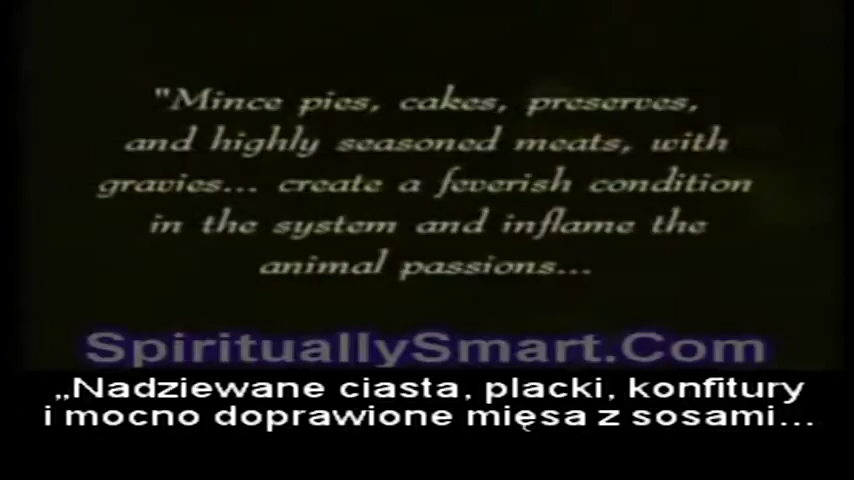 "Mince pies, cakes, preserves,
and highly seasoned meats, with
gravies... create a feverish condition
in the system and inflame the
animal passions...
SpirituallySmart.Com
„Nadziewane ciasta, placki, konfitury
i mocno doprawione mięsa z sosami...